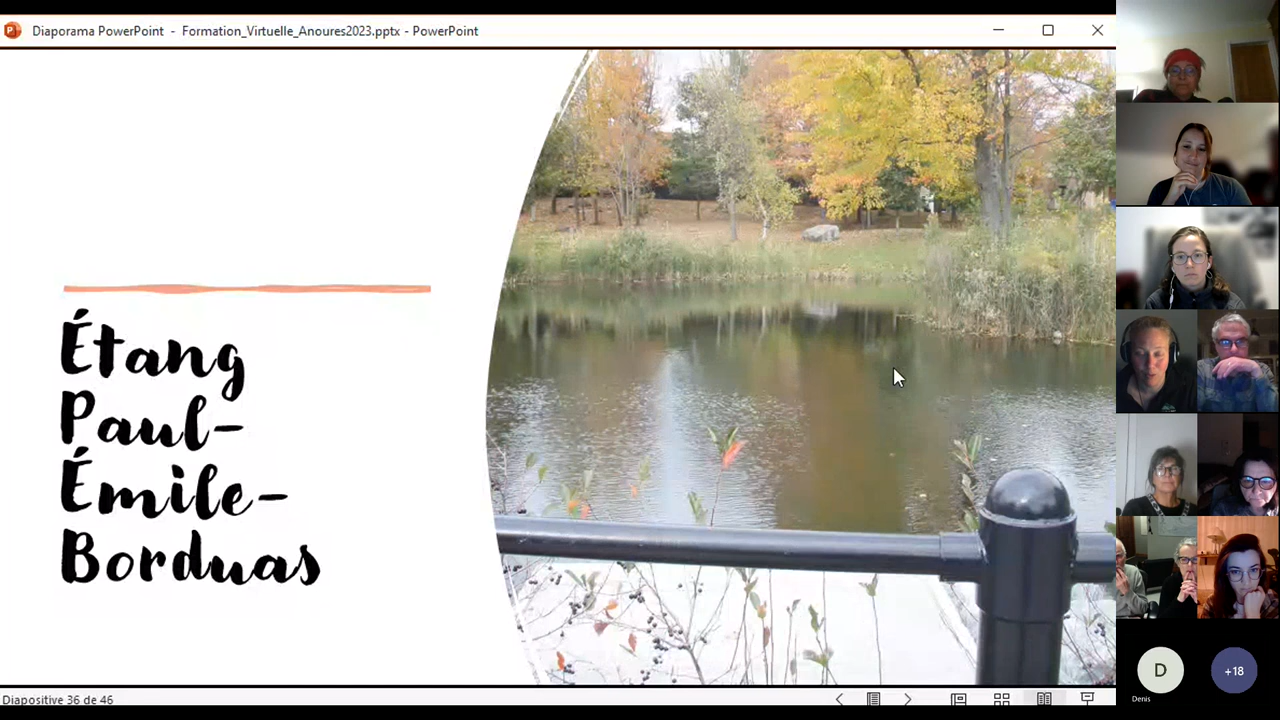 Diaporama PowerPoint - Formation_Virtuelle_Anoures2023.pptx - PowerPoint
Étang
Paul-
Émile-
Borduas
Diapositive 36 de 46
D
Denis
+18